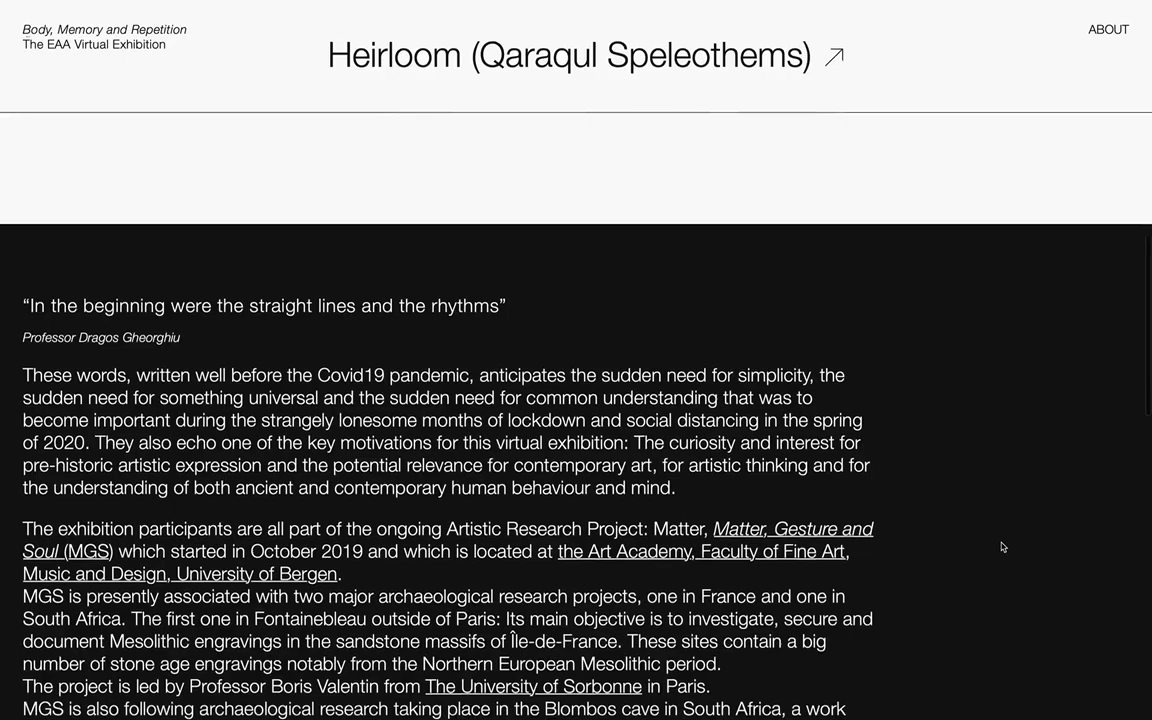 Body, Memory and Repetition
The EAA Virtual Exhibition
Heirloom (Qaraqul Speleothems) ↗
ABOUT
“In the beginning were the straight lines and the rhythms”
Professor Dragos Gheorghiu
These words, written well before the Covid19 pandemic, anticipates the sudden need for simplicity, the
sudden need for something universal and the sudden need for common understanding that was to
become important during the strangely lonesome months of lockdown and social distancing in the spring
of 2020. They also echo one of the key motivations for this virtual exhibition: The curiosity and interest for
pre-historic artistic expression and the potential relevance for contemporary art, for artistic thinking and for
the understanding of both ancient and contemporary human behaviour and mind.
The exhibition participants are all part of the ongoing Artistic Research Project: Matter, Matter, Gesture and
Soul (MGS) which started in October 2019 and which is located at the Art Academy, Faculty of Fine Art,
Music and Design, University of Bergen.
MGS is presently associated with two major archaeological research projects, one in France and one in
South Africa. The first one in Fontainebleau outside of Paris: Its main objective is to investigate, secure and
document Mesolithic engravings in the sandstone massifs of Île-de-France. These sites contain a big
number of stone age engravings notably from the Northern European Mesolithic period.
The project is led by Professor Boris Valentin from The University of Sorbonne in Paris.
MGS is also following archaeological research taking place in the Blombos cave in South Africa, a work